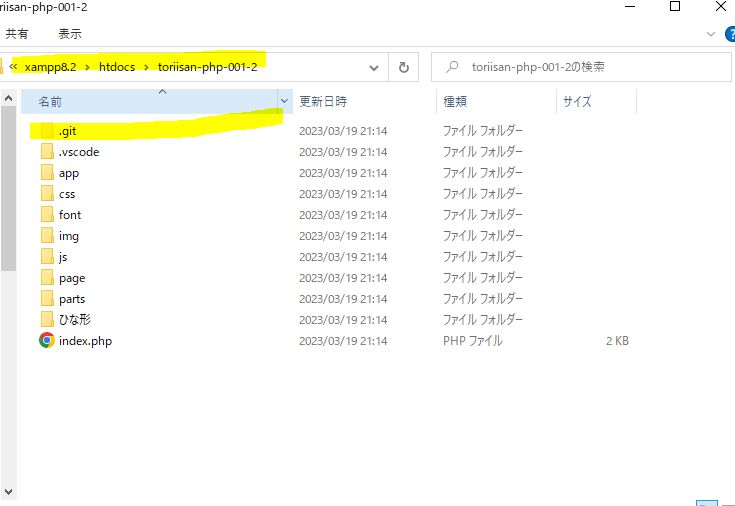 riisan-php-001-2
共有 表示
« xampp8.2 > htdocs > toriisan-php-001-2 toriisan-php-001-2の検索
名前 更新日時 種類 サイズ
.git 2023/03/19 21:14 ファイル フォルダー
.vscode 2023/03/19 21:14 ファイル フォルダー
app 2023/03/19 21:14 ファイル フォルダー
css 2023/03/19 21:14 ファイル フォルダー
font 2023/03/19 21:14 ファイル フォルダー
img 2023/03/19 21:14 ファイル フォルダー
js 2023/03/19 21:14 ファイル フォルダー
page 2023/03/19 21:14 ファイル フォルダー
parts 2023/03/19 21:14 ファイル フォルダー
ひな形 2023/03/19 21:14 ファイル フォルダー
index.php 2023/03/19 21:14 PHP ファイル 2 KB